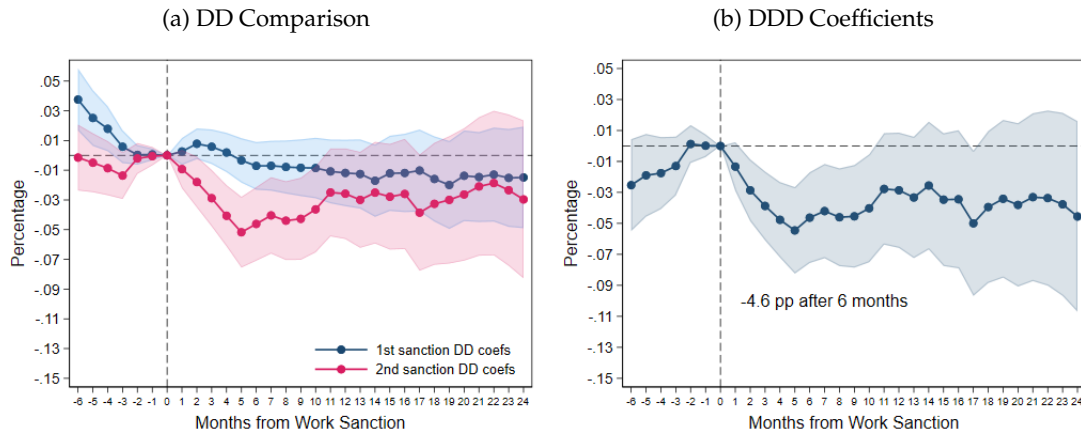 (a) DD Comparison
Percentage
.05
.03
.01
-.01
-.03
-.05
-.07
-.09
-.11
-.13
-.15
1st sanction DD coefs
2nd sanction DD coefs
-6 -5 -4 -3 -2 -1 0 1 2 3 4 5 6 7 8 9 10 11 12 13 14 15 16 17 18 19 20 21 22 23 24
Months from Work Sanction
(b) DDD Coefficients
Percentage
.05
.03
.01
-.01
-.03
-.05
-.07
-.09
-.11
-.13
-.15
-4.6 pp after 6 months
-6 -5 -4 -3 -2 -1 0 1 2 3 4 5 6 7 8 9 10 11 12 13 14 15 16 17 18 19 20 21 22 23 24
Months from Work Sanction